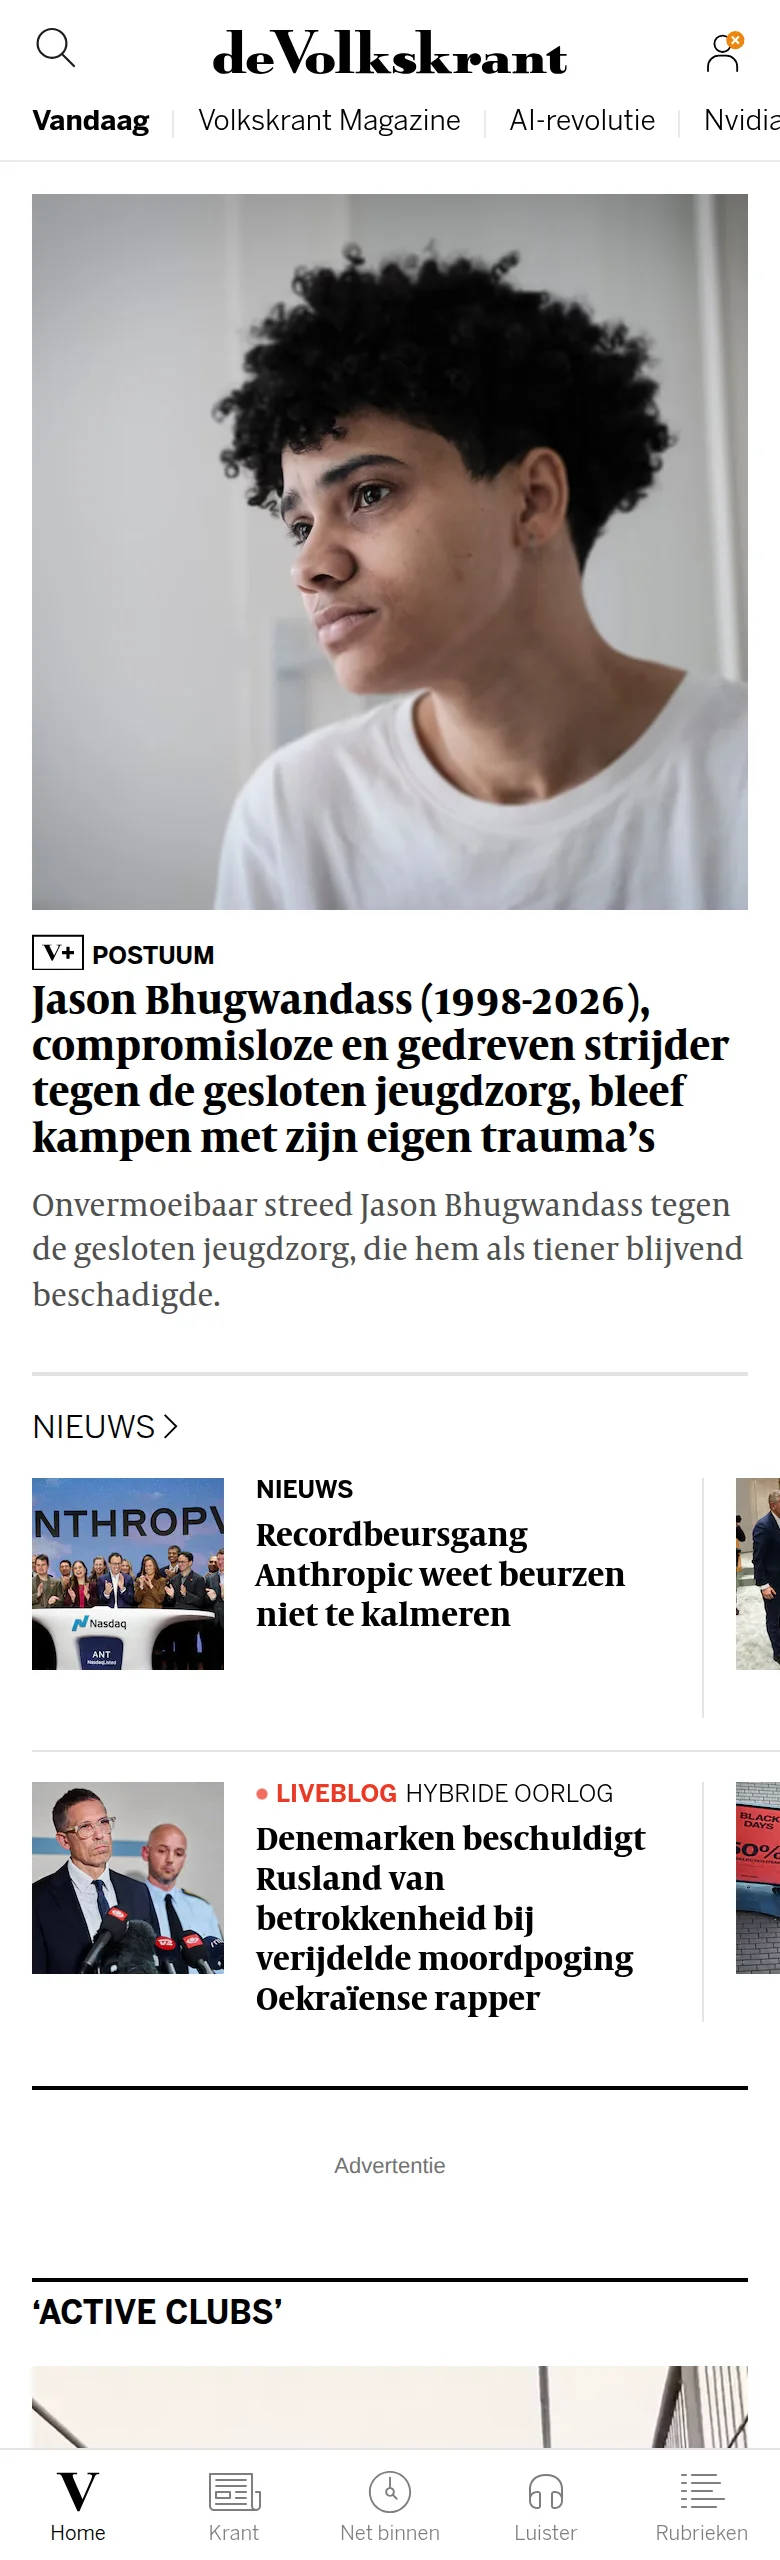 deVolkskrant
Vandaag
Volkskrant Magazine
AI-revolutie
Nvidia
V+ POSTUUM
Jason Bhugwandass (1998-2026),
compromisloze en gedreven strijder
tegen de gesloten jeugdzorg, bleef
kampen met zijn eigen trauma’s
Onvermoeibaar streed Jason Bhugwandass tegen
de gesloten jeugdzorg, die hem als tiener blijvend
beschadigde.
NIEUWS
NTHROP
Nasdaq
ANT
NIEUWS
Recordbeursgang
Anthropic weet beurzen
niet te kalmeren
LIVEBLOG HYBRIDE OORLOG
Denemarken beschuldigt
Rusland van
betrokkenheid bij
verijdelde moordpoging
Oekraïense rapper
BLACK
DAYS
50%
Advertentie
‘ACTIVE CLUBS’
V
Home
Krant
Net binnen
Luister
Rubrieken